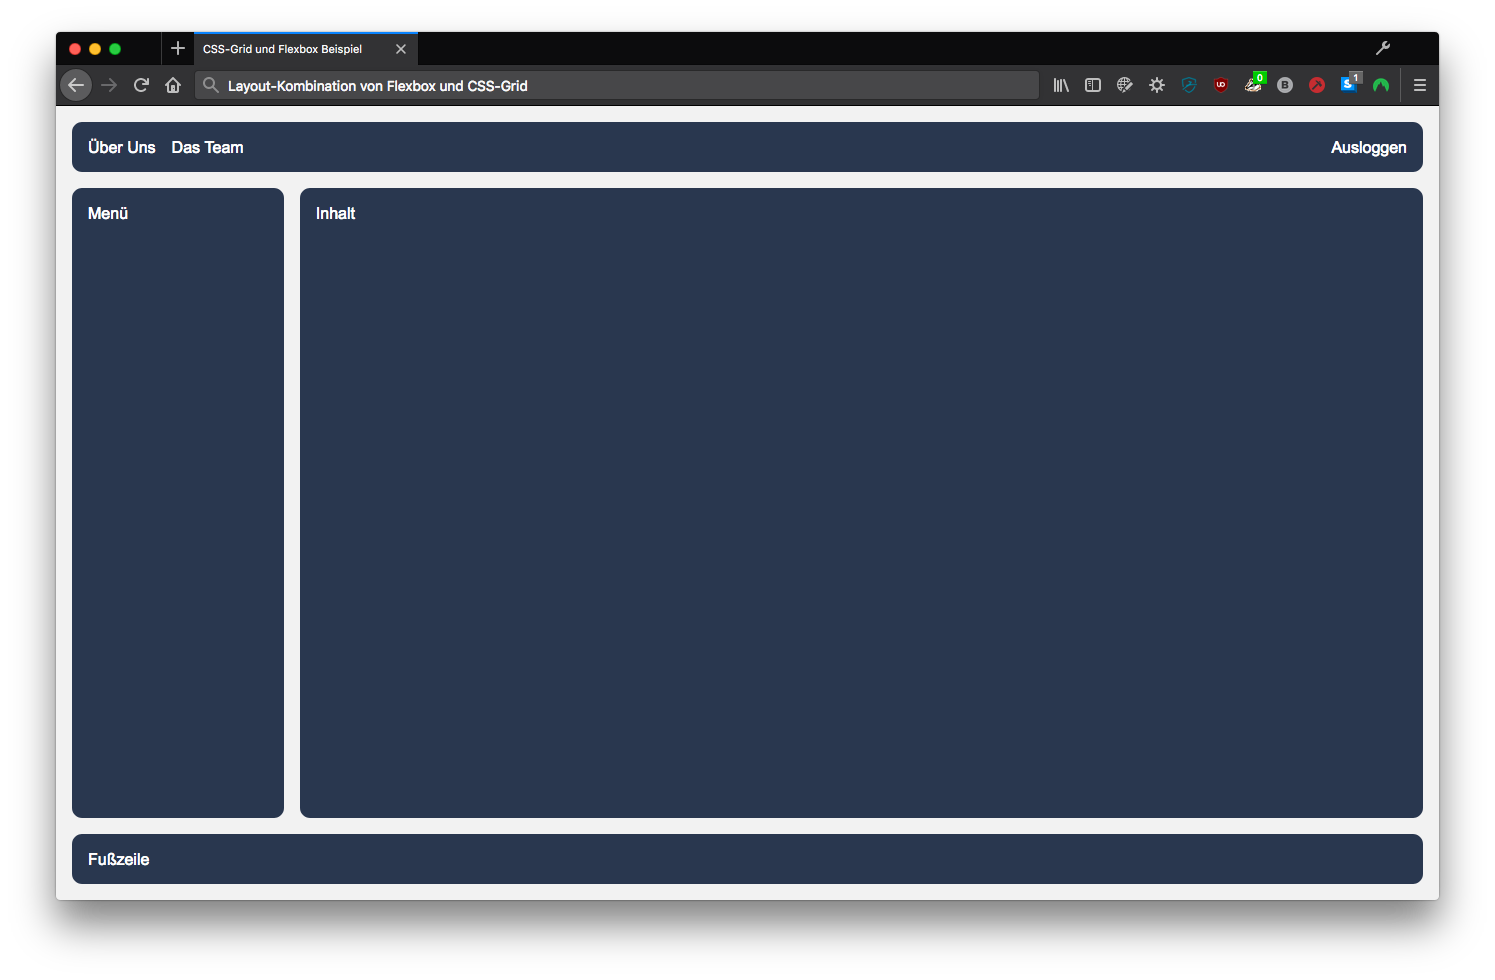 CSS-Grid und Flexbox Beispiel
Layout-Kombination von Flexbox und CSS-Grid
0
UO
B
S
1
Über Uns Das Team Ausloggen
Menü
Inhalt
Fußzeile